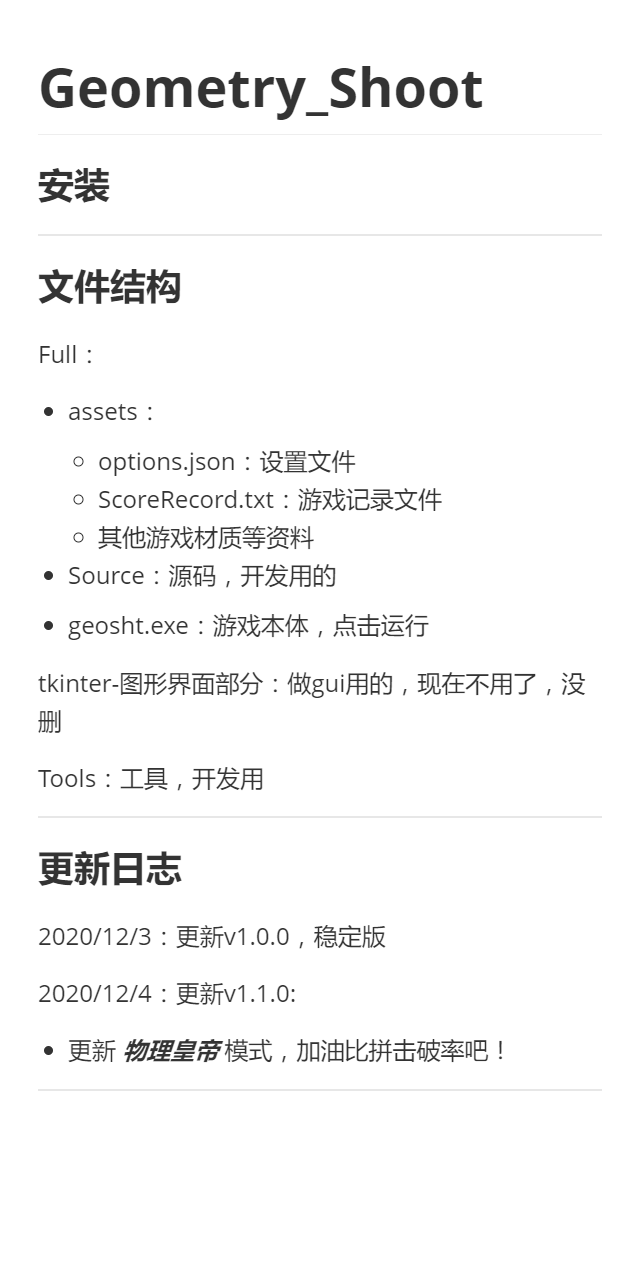 Geometry_Shoot
安装
文件结构
Full：
assets：
options.json：设置文件
ScoreRecord.txt：游戏记录文件
其他游戏材质等资料
Source：源码，开发用的
geosht.exe：游戏本体，点击运行
tkinter-图形界面部分：做gui用的，现在不用了，没
删
Tools：工具，开发用
更新日志
2020/12/3：更新v1.0.0，稳定版
2020/12/4：更新v1.1.0:
更新 物理皇帝 模式，加油比拼击破率吧！